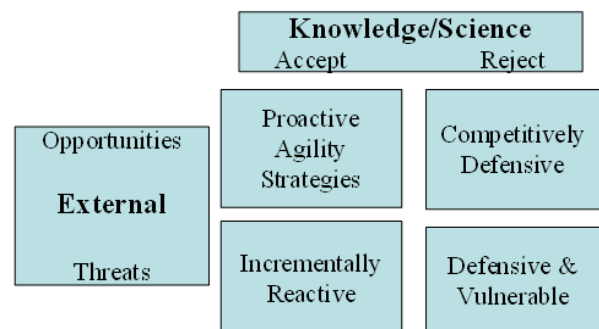 Knowledge/Science
Accept Reject
Proactive
Agility
Strategies
Competitively
Defensive
Opportunities
External
Threats
Incrementally
Reactive
Defensive &
Vulnerable